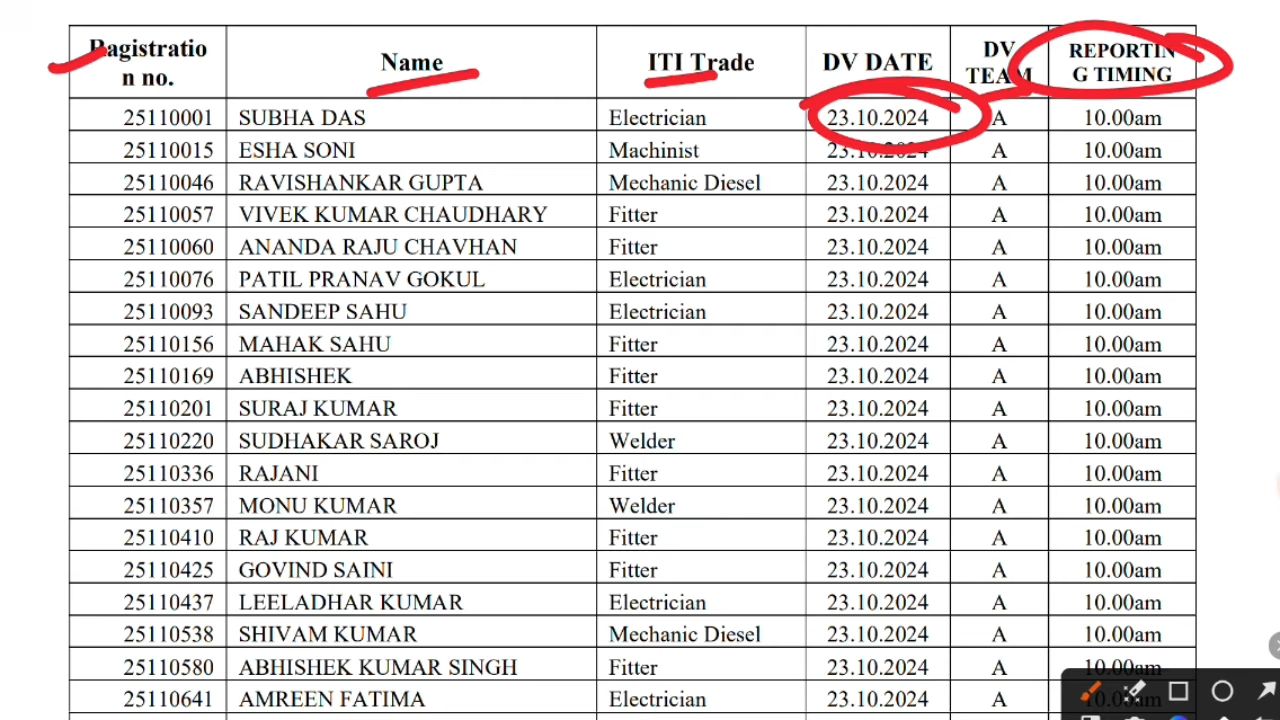 Ragistratio
n no. Name ITI Trade DV DATE DV
TEAM REPORTIN
G TIMING
25110001 SUBHA DAS Electrician 23.10.2024 A 10.00am
25110015 ESHA SONI Machinist 23.10.2024 A 10.00am
25110046 RAVISHANKAR GUPTA Mechanic Diesel 23.10.2024 A 10.00am
25110057 VIVEK KUMAR CHAUDHARY Fitter 23.10.2024 A 10.00am
25110060 ANANDA RAJU CHAVHAN Fitter 23.10.2024 A 10.00am
25110076 PATIL PRANAV GOKUL Electrician 23.10.2024 A 10.00am
25110093 SANDEEP SAHU Electrician 23.10.2024 A 10.00am
25110156 MAHAK SAHU Fitter 23.10.2024 A 10.00am
25110169 ABHISHEK Fitter 23.10.2024 A 10.00am
25110201 SURAJ KUMAR Fitter 23.10.2024 A 10.00am
25110220 SUDHAKAR SAROJ Welder 23.10.2024 A 10.00am
25110336 RAJANI Fitter 23.10.2024 A 10.00am
25110357 MONU KUMAR Welder 23.10.2024 A 10.00am
25110410 RAJ KUMAR Fitter 23.10.2024 A 10.00am
25110425 GOVIND SAINI Fitter 23.10.2024 A 10.00am
25110437 LEELADHAR KUMAR Electrician 23.10.2024 A 10.00am
25110538 SHIVAM KUMAR Mechanic Diesel 23.10.2024 A 10.00am
25110580 ABHISHEK KUMAR SINGH Fitter 23.10.2024 A 10.00am
25110641 AMREEN FATIMA Electrician 23.10.2024 A